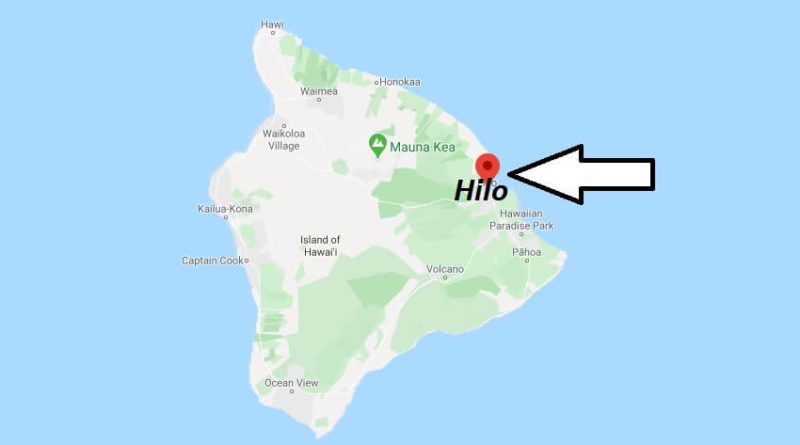 Hawi
Honokaa
Waimea
Waikoloa
Village
Mauna Kea
Hilo
Kailua-Kona
Hawaiian
Paradise Park
Island of
Hawai'i
Pāhoa
Captain Cook
Volcano
Ocean View